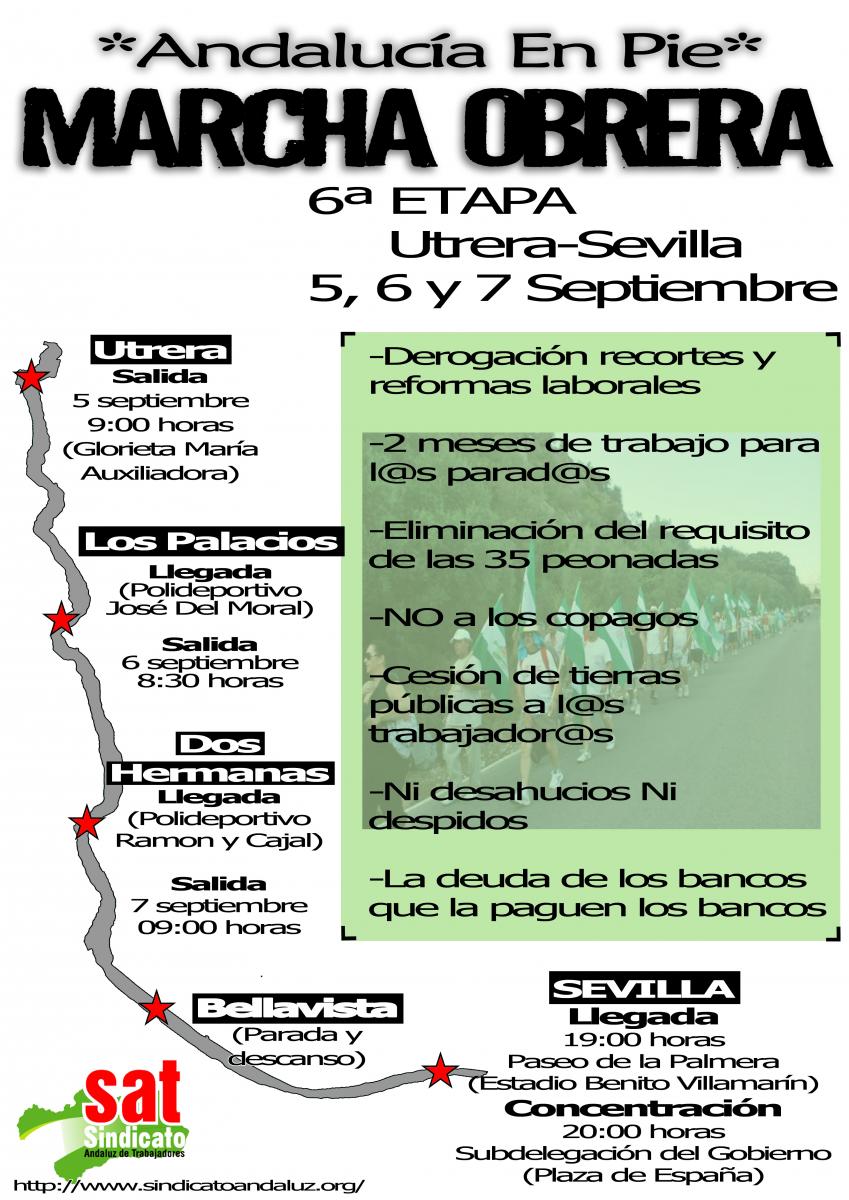 *Andalucía En Pie*
MARCHA OBRERA
6ª ETAPA
Utrera-Sevilla
5, 6 y 7 Septiembre
Utrera
Salida
5 septiembre
9:00 horas
(Glorieta María
Auxiliadora)
Los Palacios
Llegada
(Polideportivo
José Del Moral)
Salida
6 septiembre
8:30 horas
Dos
Hermanas
Llegada
(Polideportivo
Ramon y Cajal)
Salida
7 septiembre
09:00 horas
Bellavista
(Parada y
descanso)
-Derogación recortes y
reformas laborales
-2 meses de trabajo para
l@s parad@s
-Eliminación del requisito
de las 35 peonadas
-NO a los copagos
-Cesión de tierras
públicas a l@s
trabajador@s
-Ni desahucios Ni
despidos
-La deuda de los bancos
que la paguen los bancos
SEVILLA
Llegada
19:00 horas
Paseo de la Palmera
(Estadio Benito Villamarín)
Concentración
20:00 horas
Subdelegación del Gobierno
(Plaza de España)
sat
Sindicato
Andaluz de Trabajadores
http://www.sindicatoandaluz.org/